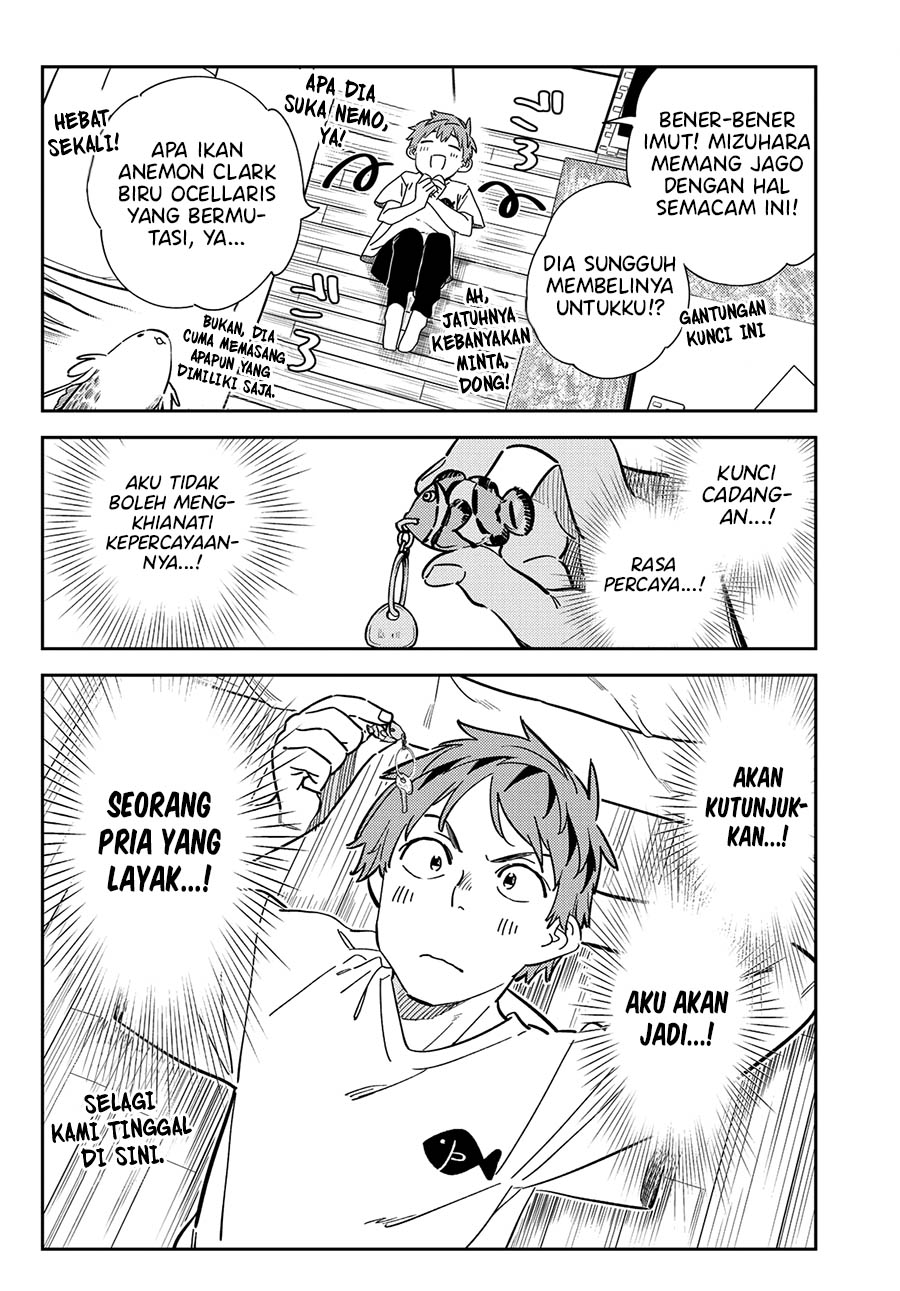 BENER-BENER
IMUT! MIZUHARA
MEMANG JAGO
DENGAN HAL
SEMACAM INI!
GANTUNGAN
KUNCI INI
DIA SUNGGUH
MEMBELINYA
UNTUKKU!?
APA DIA
SUKA NEMO,
YA!
AH,
JATUHNYA
KEBANYAKAN
MINTA,
DONG!
APA IKAN
ANEMON CLARK
BIRU OCELLARIS
YANG BERMU-
TASI, YA...
HEBAT
SEKALI!
BUKAN, DIA
CUMA MEMASANG
APAPUN YANG
DIMILIKI SAJA.
KUNCI
CADANG-
AN...!
RASA
PERCAYA...!
AKU TIDAK
BOLEH MENG-
KHIANATI
KEPERCAYAAN-
NYA...!
AKAN
KUTUNJUK-
KAN...!
AKU AKAN
JADI...!
SEORANG
PRIA YANG
LAYAK...!
SELAGI
KAMI TINGGAL
DI SINI.